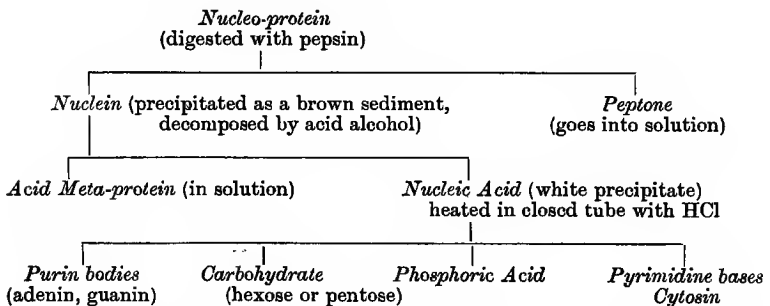 Nucleo-protein
(digested with pepsin)
Nuclein (precipitated as a brown sediment,
decomposed by acid alcohol)
Peptone
(goes into solution)
Acid Meta-protein (in solution)
Nucleic Acid (white precipitate)
heated in closod tube with HCl
Purin bodies
(adenin, guanin)
Carbohydrate
(hexose or pentose)
Phosphoric Acid
Pyrimidine bases
Cytosin